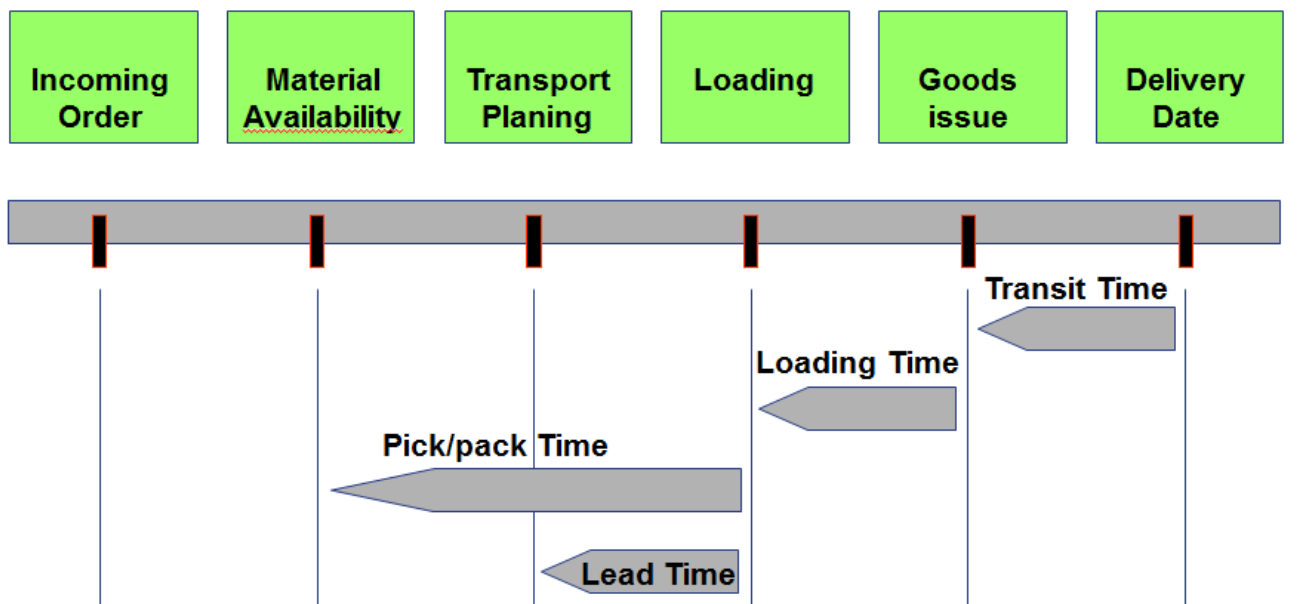 Incoming
Order
Material
Availability
Transport
Planing
Loading
Goods
issue
Delivery
Date
Transit Time
Loading Time
Pick/pack Time
Lead Time